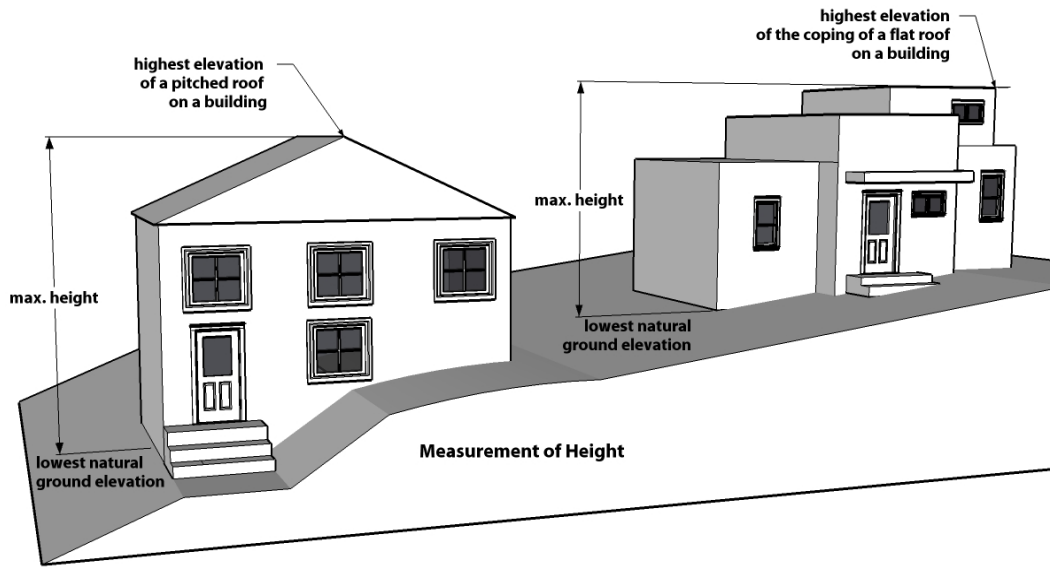 highest elevation
of a pitched roof
on a building
highest elevation
of the coping of a flat roof
on a building
max. height
max. height
lowest natural
ground elevation
lowest natural
ground elevation
Measurement of Height